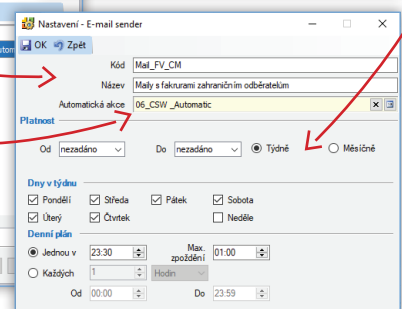 Nastavení - E-mail sender
OK Zpět
Kód Mail_FV_CM
Název Maily s fakrurami zahraničním odběratelům
Automatická akce 06_CSW _Automatic
Platnost
Od nezadáno Do nezadáno Týdně Měsíčně
Dny v týdnu
Pondělí Středa Pátek Sobota
Úterý Čtvrtek Neděle
Denní plán
Jednou v 23:30 Max. zpoždění 01:00
Každých 1 Hodin
Od 00:00 Do 23:59